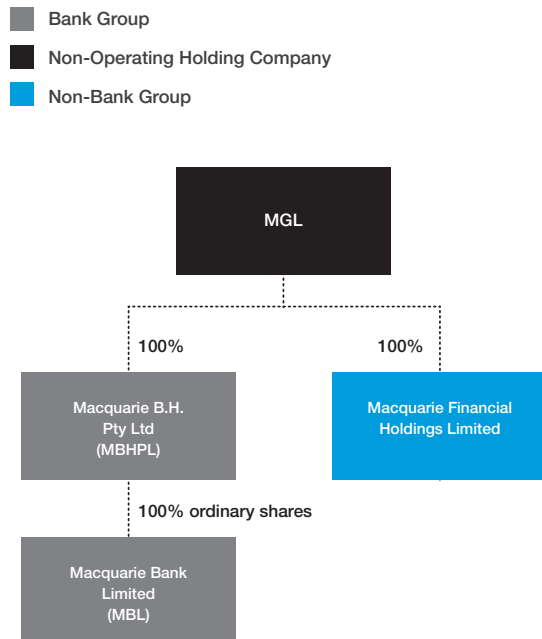 Bank Group
Non-Operating Holding Company
Non-Bank Group
MGL
100%
100%
Macquarie B.H.
Pty Ltd
(MBHPL)
Macquarie Financial
Holdings Limited
100% ordinary shares
Macquarie Bank
Limited
(MBL)